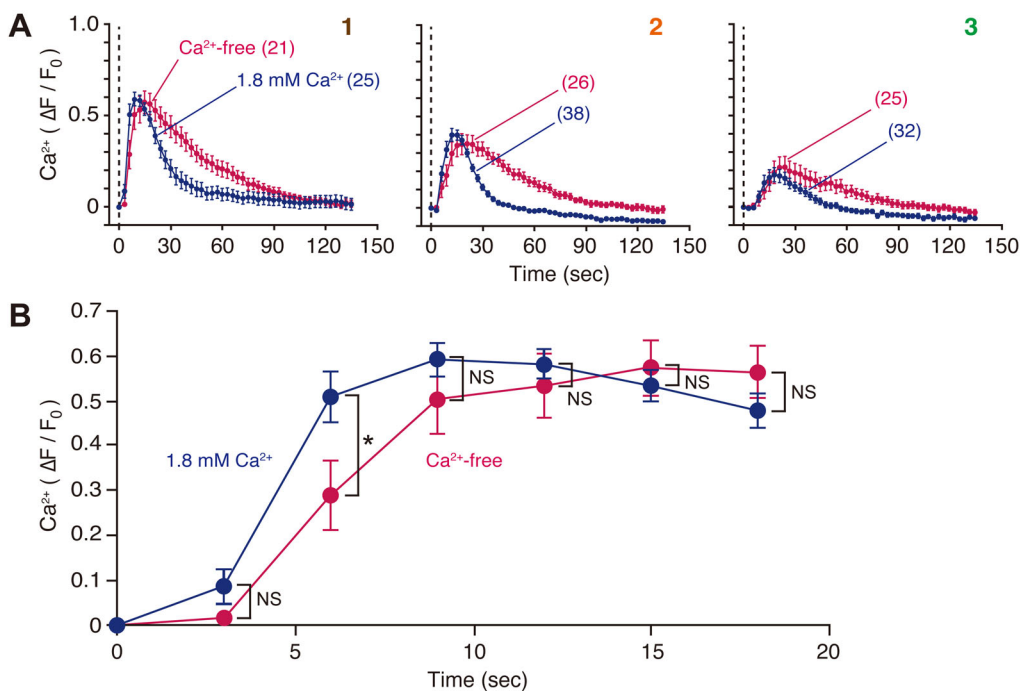 A
1
2
3
Ca²⁺ ( ΔF / F₀)
1.0
0.5
0
Ca²⁺-free (21)
1.8 mM Ca²⁺ (25)
(26)
(38)
(25)
(32)
0 30 60 90 120 150
0 30 60 90 120 150
0 30 60 90 120 150
Time (sec)
B
Ca²⁺ ( ΔF / F₀)
0.7
0.6
0.5
0.4
0.3
0.2
0.1
0
1.8 mM Ca²⁺
Ca²⁺-free
NS
*
NS
NS
NS
NS
0 5 10 15 20
Time (sec)